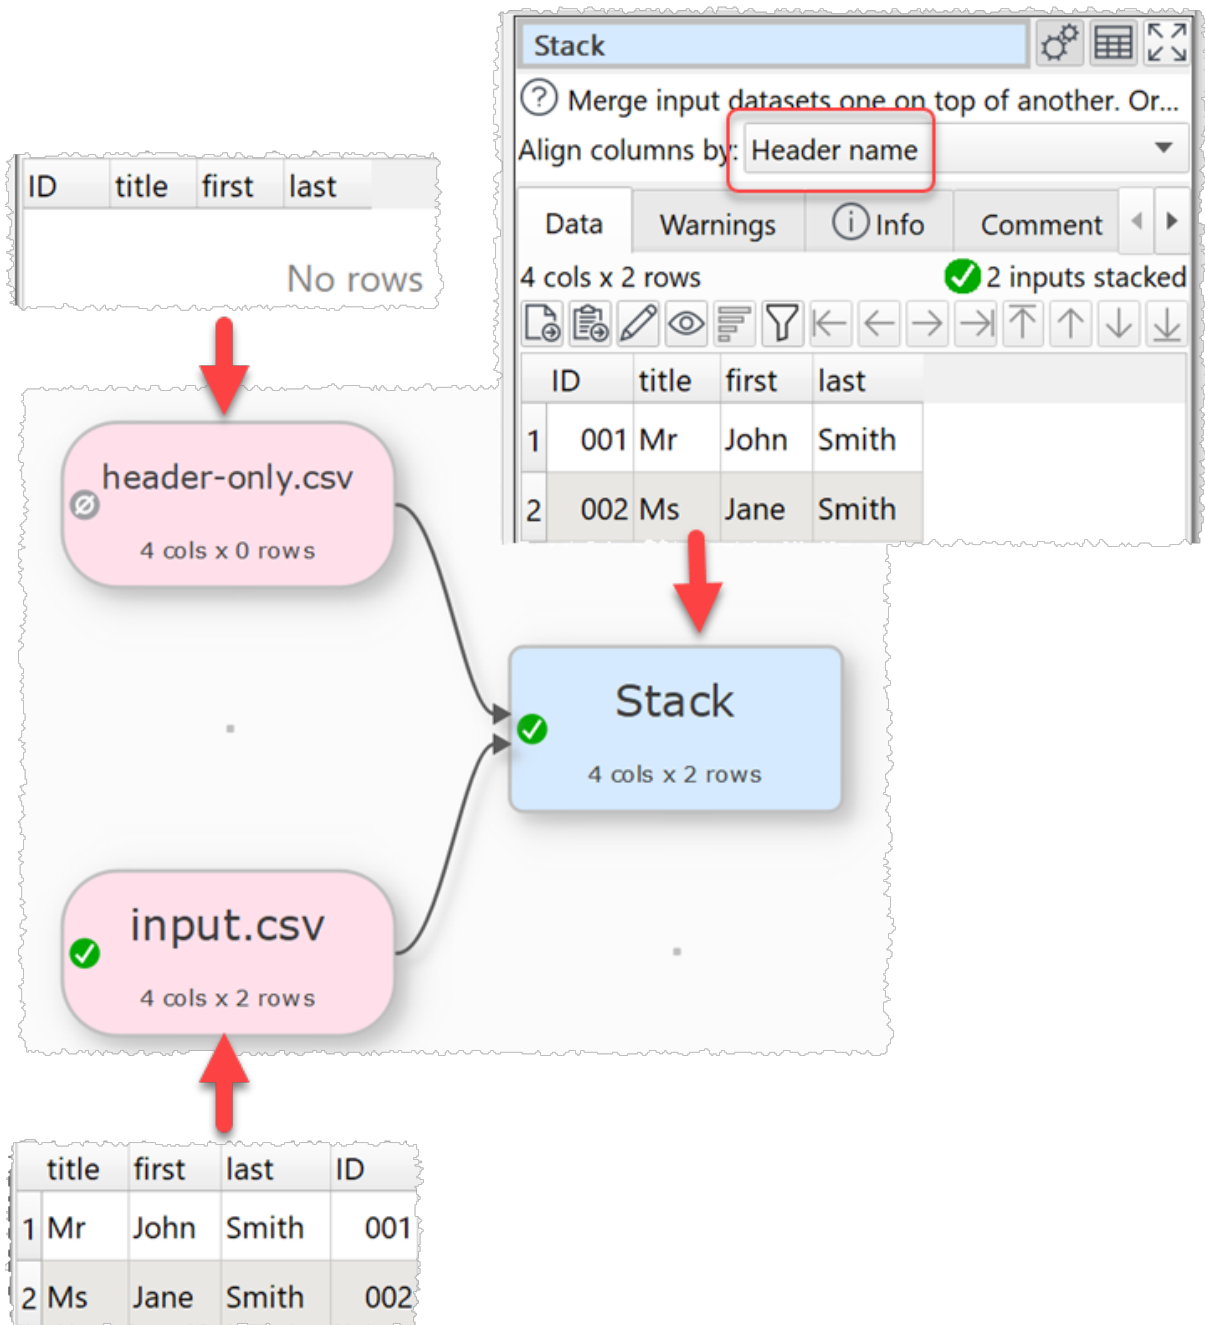 Stack
Merge input datasets one on top of another. Or...
Align columns by: Header name
Data Warnings Info Comment
4 cols x 2 rows 2 inputs stacked
ID title first last
1 001 Mr John Smith
2 002 Ms Jane Smith
ID title first last
No rows
header-only.csv
4 cols x 0 rows
Stack
4 cols x 2 rows
input.csv
4 cols x 2 rows
title first last ID
1 Mr John Smith 001
2 Ms Jane Smith 002